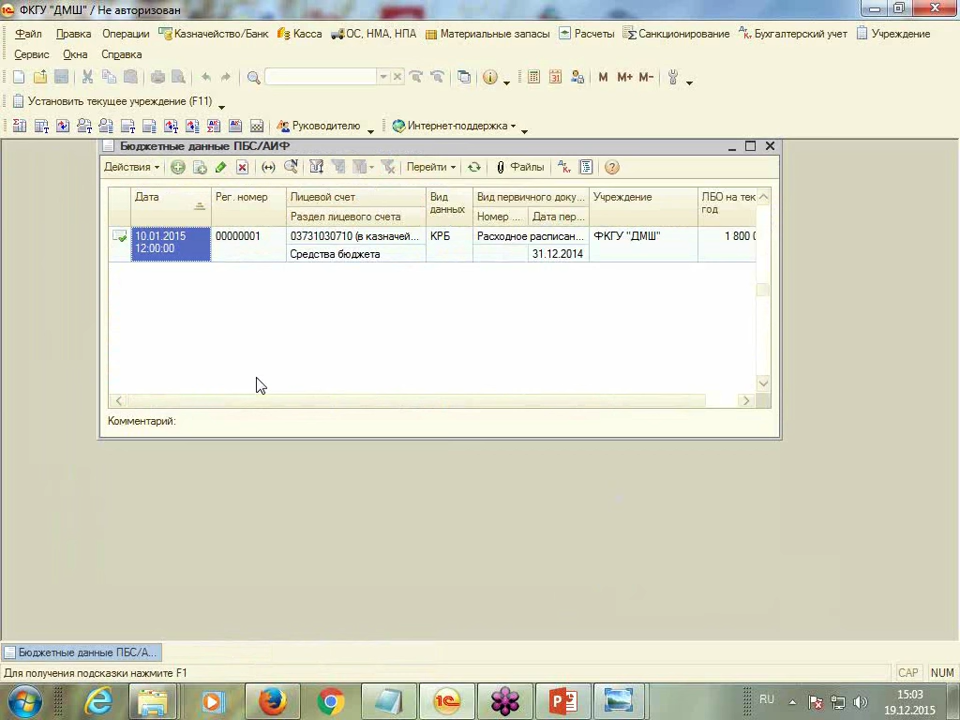 ФКГУ "ДМШ" / Не авторизован
Файл Правка Операции Казначейство/Банк Касса ОС, НМА, НПА Материальные запасы Расчеты Санкционирование Бухгалтерский учет Учреждение
Сервис Окна Справка
M M+ M-
Установить текущее учреждение (F11)
Руководителю Интернет-поддержка
Бюджетные данные ПБС/АИФ
Действия Перейти Файлы
Дата Рег. номер Лицевой счет Вид данных Вид первичного доку... Учреждение ЛБО на тек год
Раздел лицевого счета Номер ... Дата пер...
10.01.2015 12:00:00 00000001 03731030710 (в казначей... КРБ Расходное расписан... ФКГУ "ДМШ" 1 800 0
Средства бюджета 31.12.2014
Комментарий:
Бюджетные данные ПБС/А...
Для получения подсказки нажмите F1 CAP NUM
RU 15:03
19.12.2015